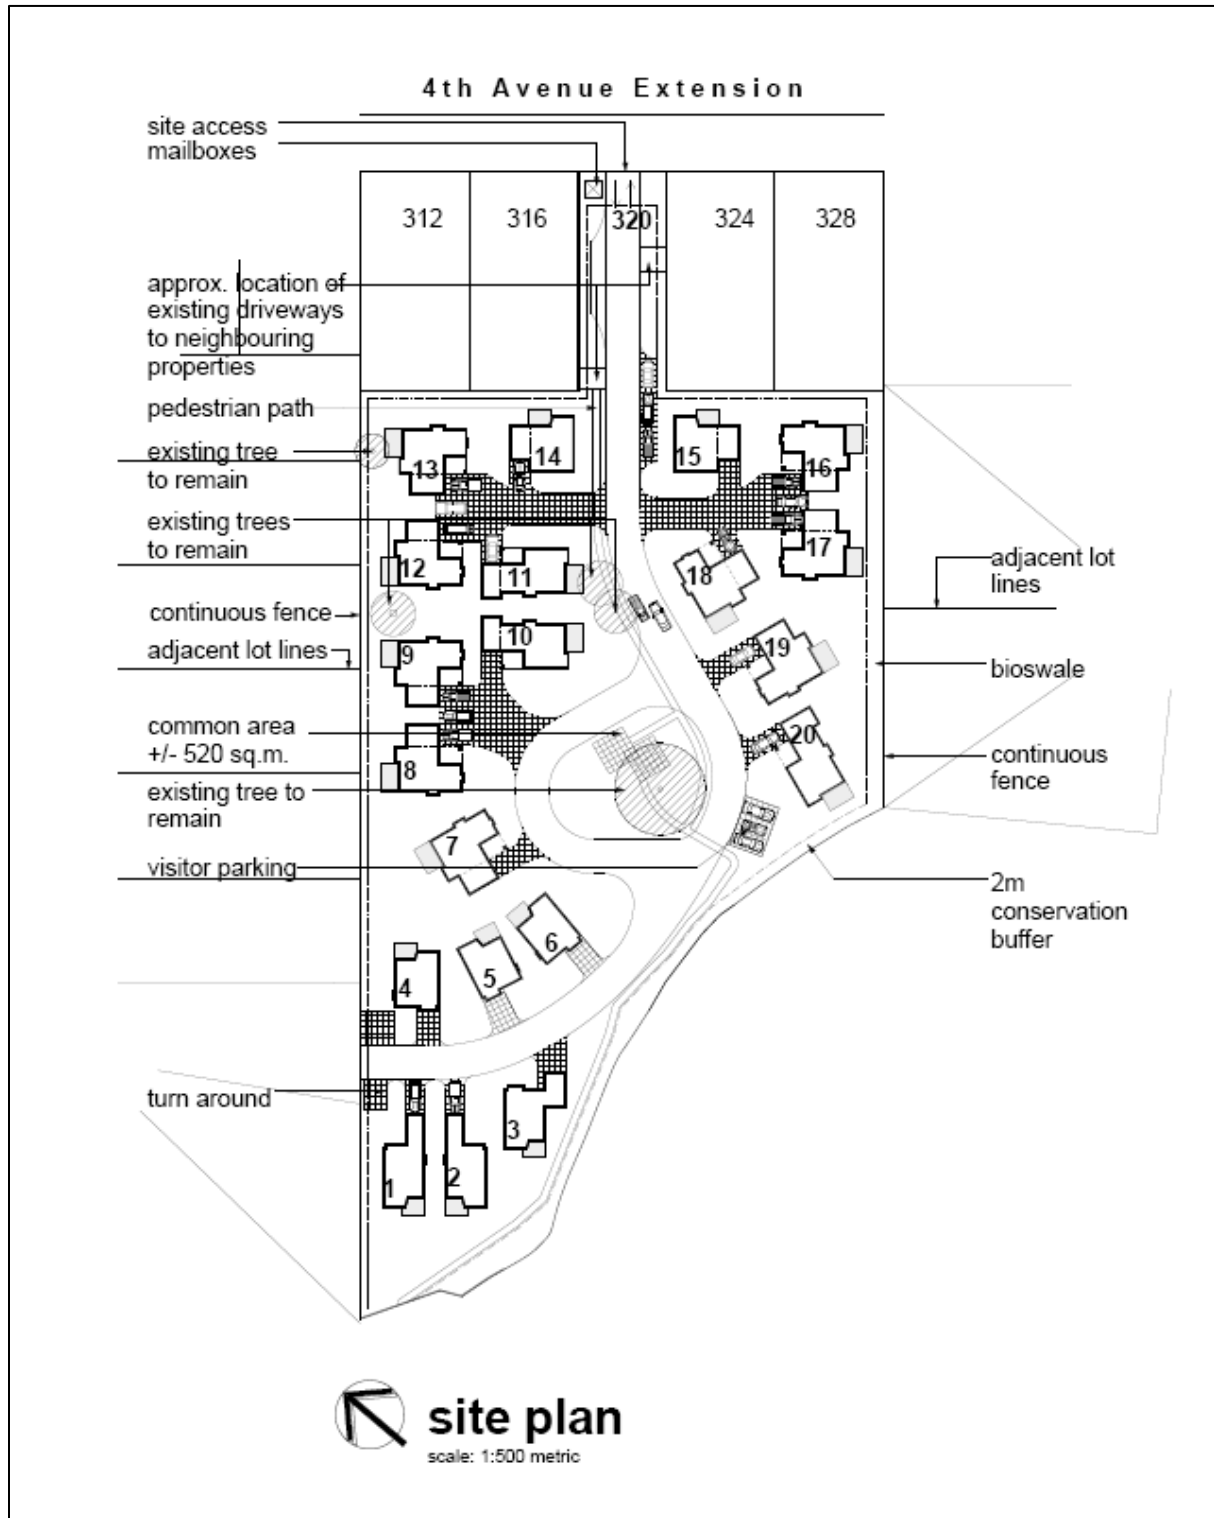 4th Avenue Extension
site access
mailboxes
312
316
320
324
328
approx. location of
existing driveways
to neighbouring
properties
pedestrian path
existing tree
to remain
existing trees
to remain
continuous fence
adjacent lot lines
common area
+/- 520 sq.m.
existing tree to
remain
visitor parking
turn around
13
14
15
16
12
11
18
17
10
9
19
8
20
7
6
5
4
3
2
1
adjacent lot
lines
bioswale
continuous
fence
2m
conservation
buffer
site plan
scale: 1:500 metric